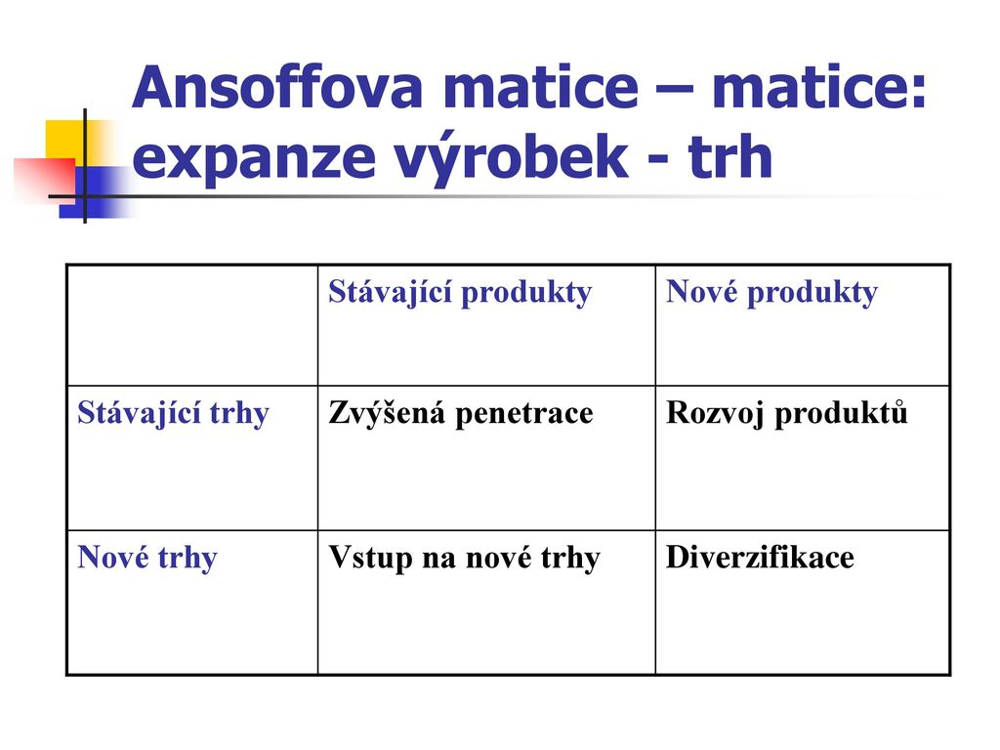 Ansoffova matice – matice:
expanze výrobek - trh
Stávající produkty
Nové produkty
Stávající trhy
Zvýšená penetrace
Rozvoj produktů
Nové trhy
Vstup na nové trhy
Diverzifikace